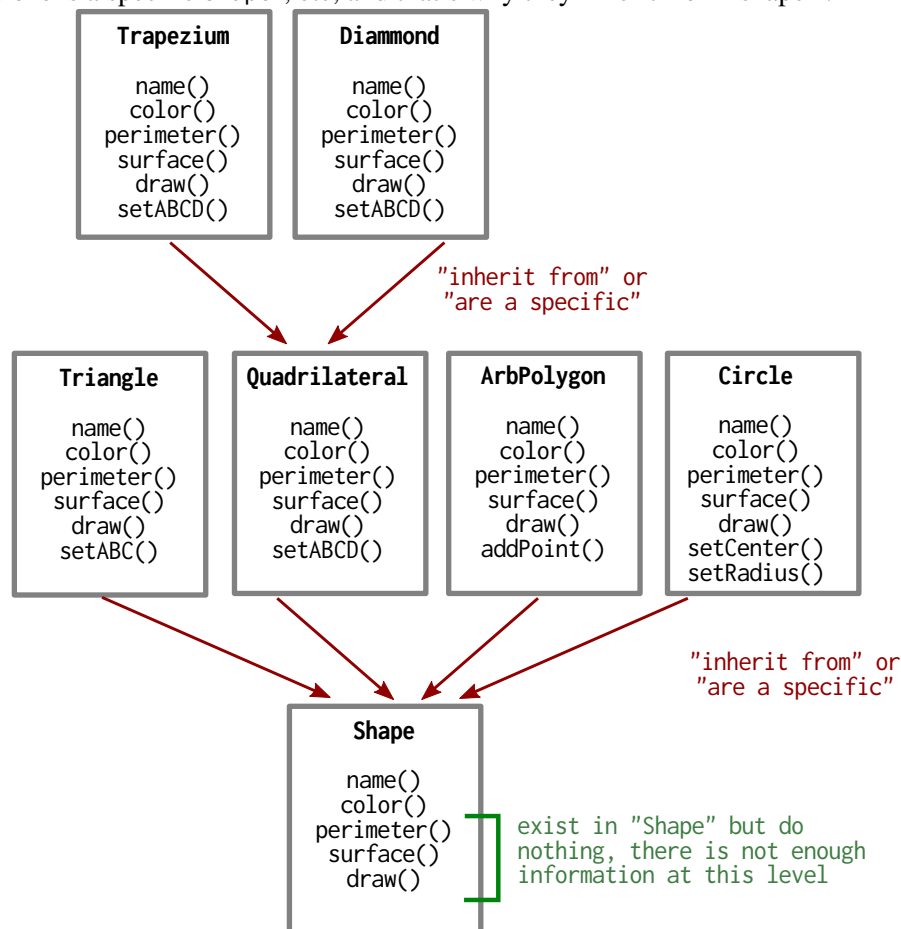 Trapezium
name()
color()
perimeter()
surface()
draw()
setABCD()
Diammond
name()
color()
perimeter()
surface()
draw()
setABCD()
"inherit from" or
"are a specific"
Triangle
name()
color()
perimeter()
surface()
draw()
setABC()
Quadrilateral
name()
color()
perimeter()
surface()
draw()
setABCD()
ArbPolygon
name()
color()
perimeter()
surface()
draw()
addPoint()
Circle
name()
color()
perimeter()
surface()
draw()
setCenter()
setRadius()
"inherit from" or
"are a specific"
Shape
name()
color()
perimeter()
surface()
draw()
exist in "Shape" but do
nothing, there is not enough
information at this level